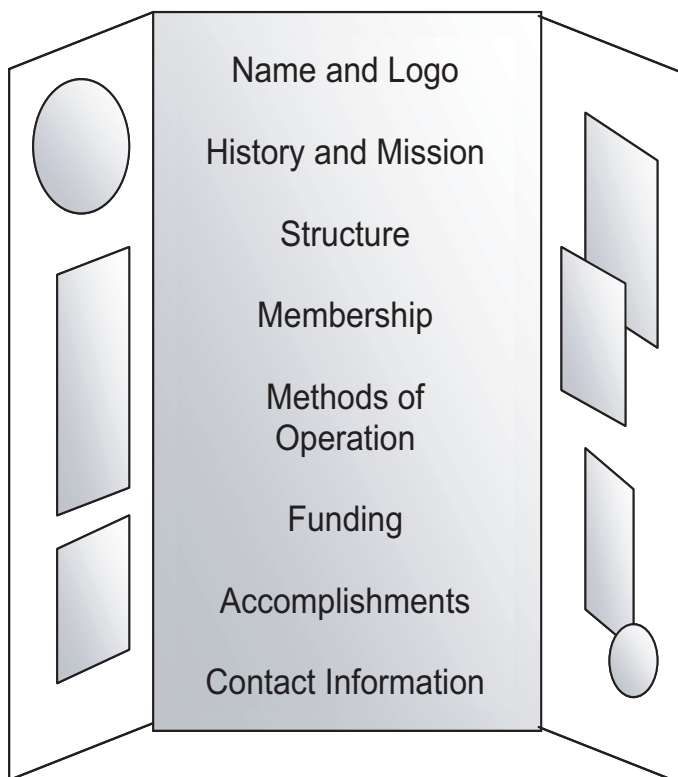 Name and Logo
History and Mission
Structure
Membership
Methods of
Operation
Funding
Accomplishments
Contact Information